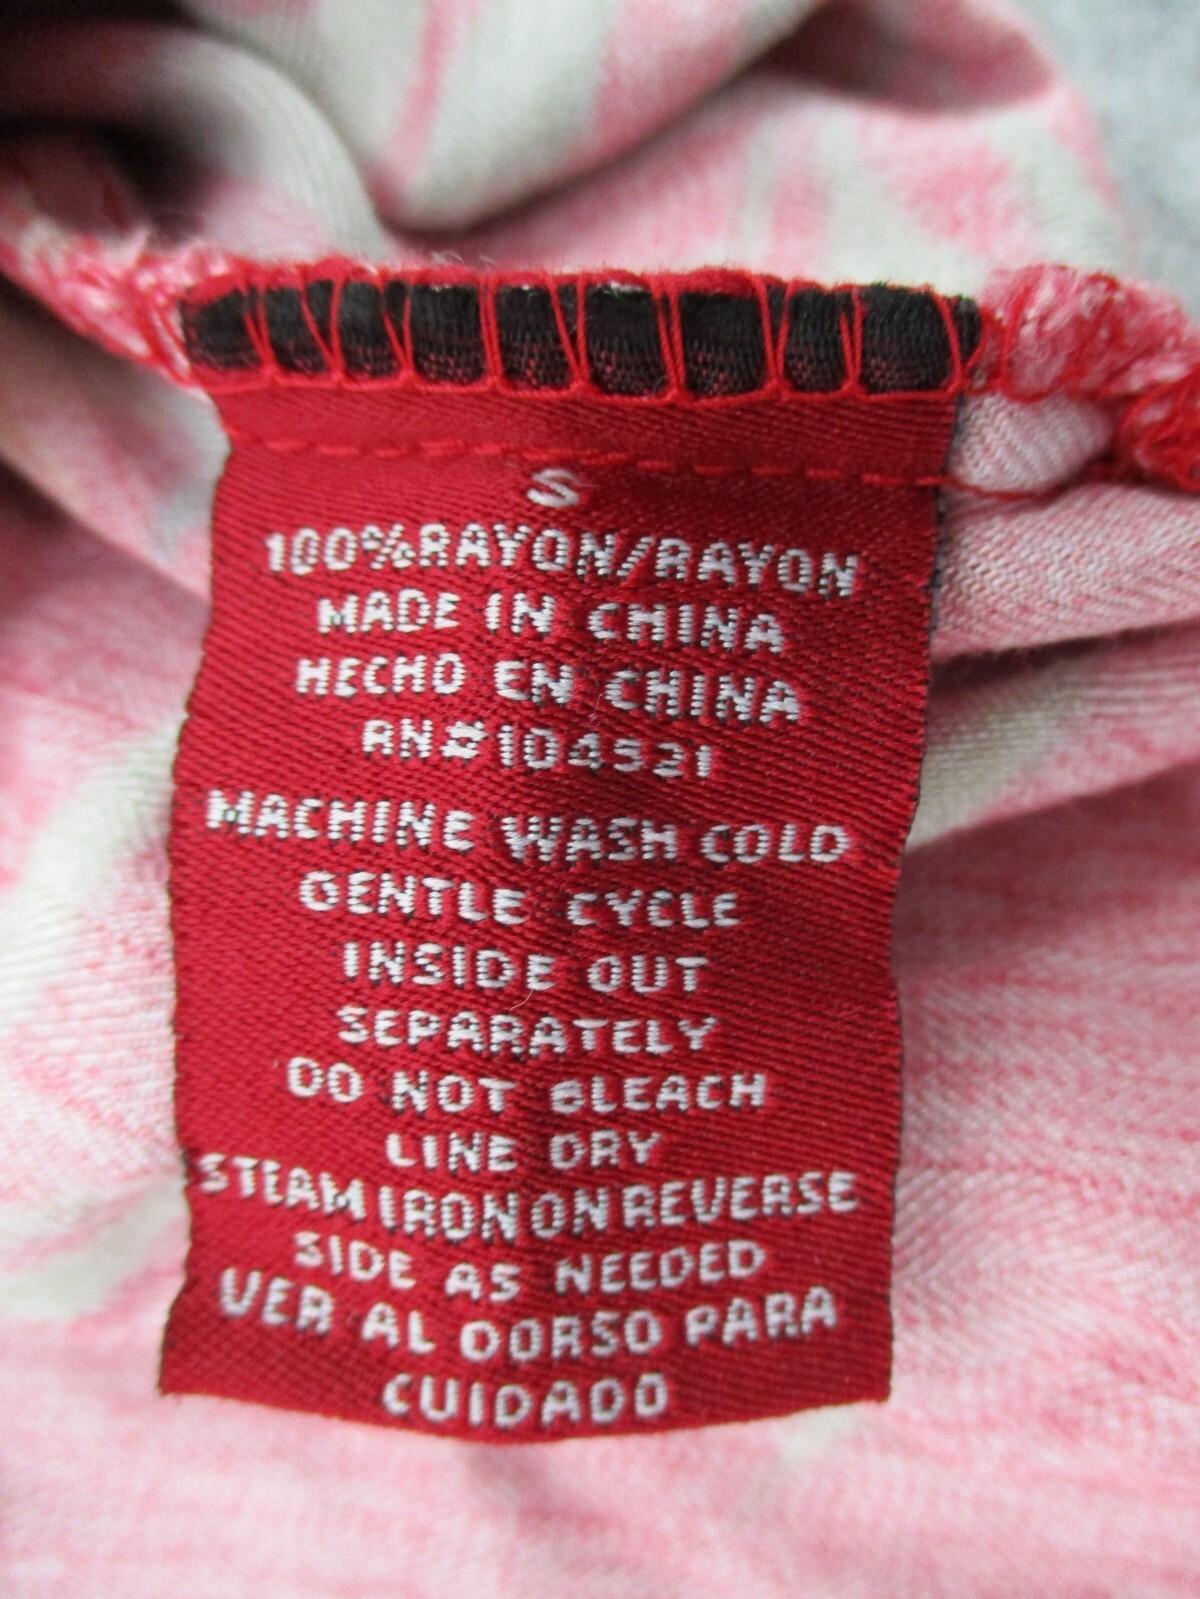 S
100%RAYON/RAYON
MADE IN CHINA
HECHO EN CHINA
RN#104521
MACHINE WASH COLD
GENTLE CYCLE
INSIDE OUT
SEPARATELY
DO NOT BLEACH
LINE DRY
STEAM IRON ON REVERSE
SIDE AS NEEDED
VER AL DORSO PARA
CUIDADO